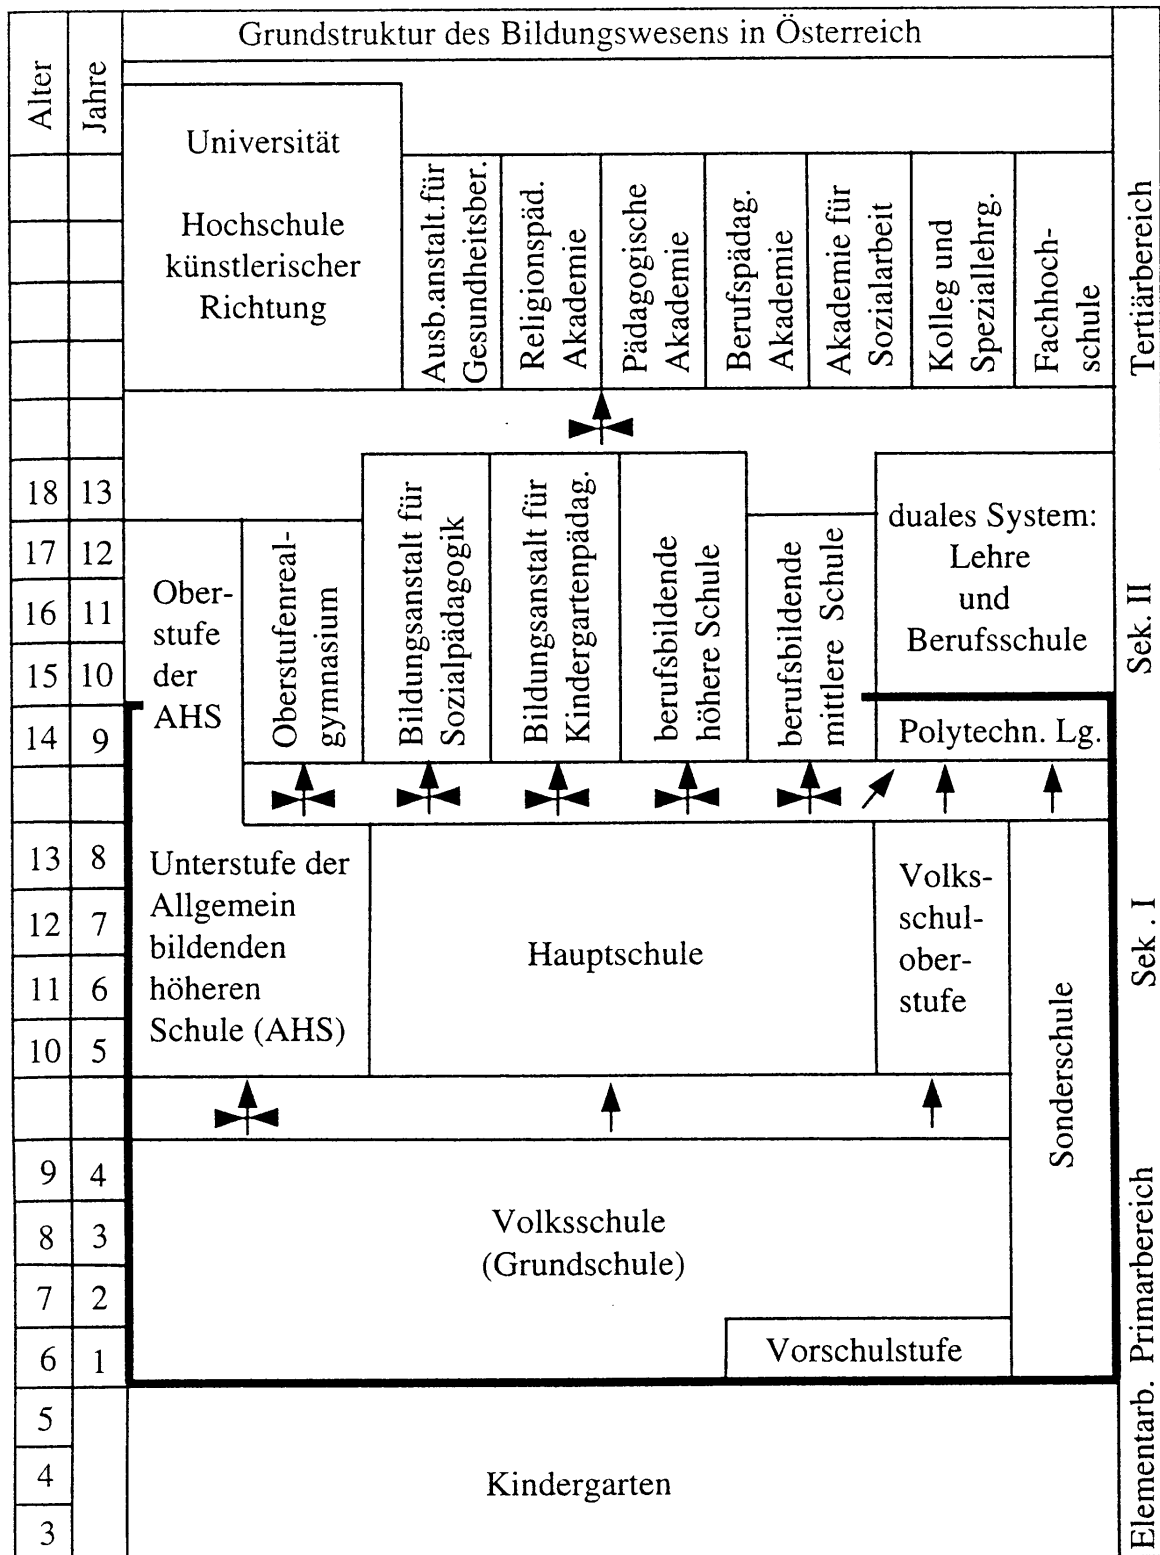 Grundstruktur des Bildungswesens in Österreich
Alter
Jahre
Universität
Hochschule
künstlerischer
Richtung
Ausb.anstalt.für
Gesundheitsber.
Religionspäd.
Akademie
Pädagogische
Akademie
Berufspädag.
Akademie
Akademie für
Sozialarbeit
Kolleg und
Speziallehrg.
Fachhoch-
schule
Tertiärbereich
18 13
17 12
16 11
15 10
14 9
Ober-
stufe
der
AHS
Oberstufenreal-
gymnasium
Bildungsanstalt für
Sozialpädagogik
Bildungsanstalt für
Kindergartenpädag.
berufsbildende
höhere Schule
berufsbildende
mittlere Schule
duales System:
Lehre
und
Berufsschule
Polytechn. Lg.
Sek. II
13 8
12 7
11 6
10 5
Unterstufe der
Allgemein
bildenden
höheren
Schule (AHS)
Hauptschule
Volks-
schul-
ober-
stufe
Sonderschule
Sek . I
9 4
8 3
7 2
6 1
Volksschule
(Grundschule)
Vorschulstufe
Primarbereich
5
4
3
Kindergarten
Elementarb.